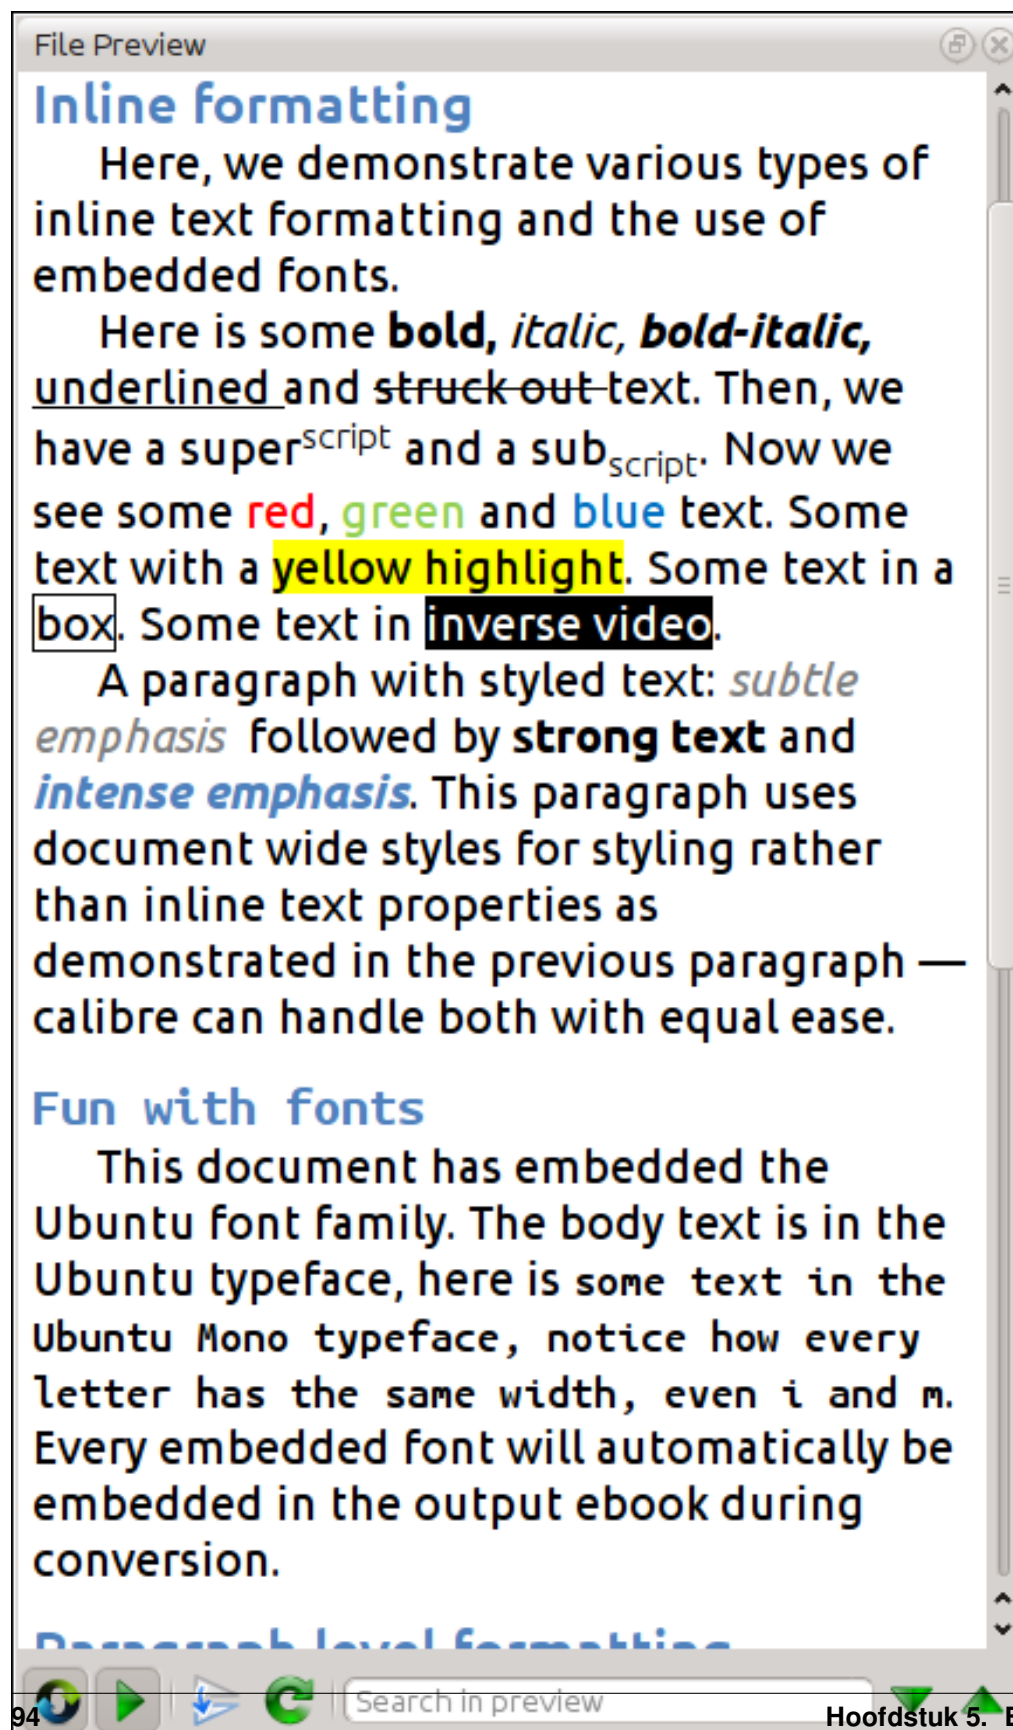 File Preview
Inline formatting
Here, we demonstrate various types of
inline text formatting and the use of
embedded fonts.
Here is some bold, italic, bold-italic,
underlined and struck out text. Then, we
have a superscript and a subscript. Now we
see some red, green and blue text. Some
text with a yellow highlight. Some text in a
box. Some text in inverse video.
A paragraph with styled text: subtle
emphasis followed by strong text and
intense emphasis. This paragraph uses
document wide styles for styling rather
than inline text properties as
demonstrated in the previous paragraph —
calibre can handle both with equal ease.
Fun with fonts
This document has embedded the
Ubuntu font family. The body text is in the
Ubuntu typeface, here is some text in the
Ubuntu Mono typeface, notice how every
letter has the same width, even i and m.
Every embedded font will automatically be
embedded in the output ebook during
conversion.
Paragraph level formatting
Search in preview
94 Hoofdstuk 5.